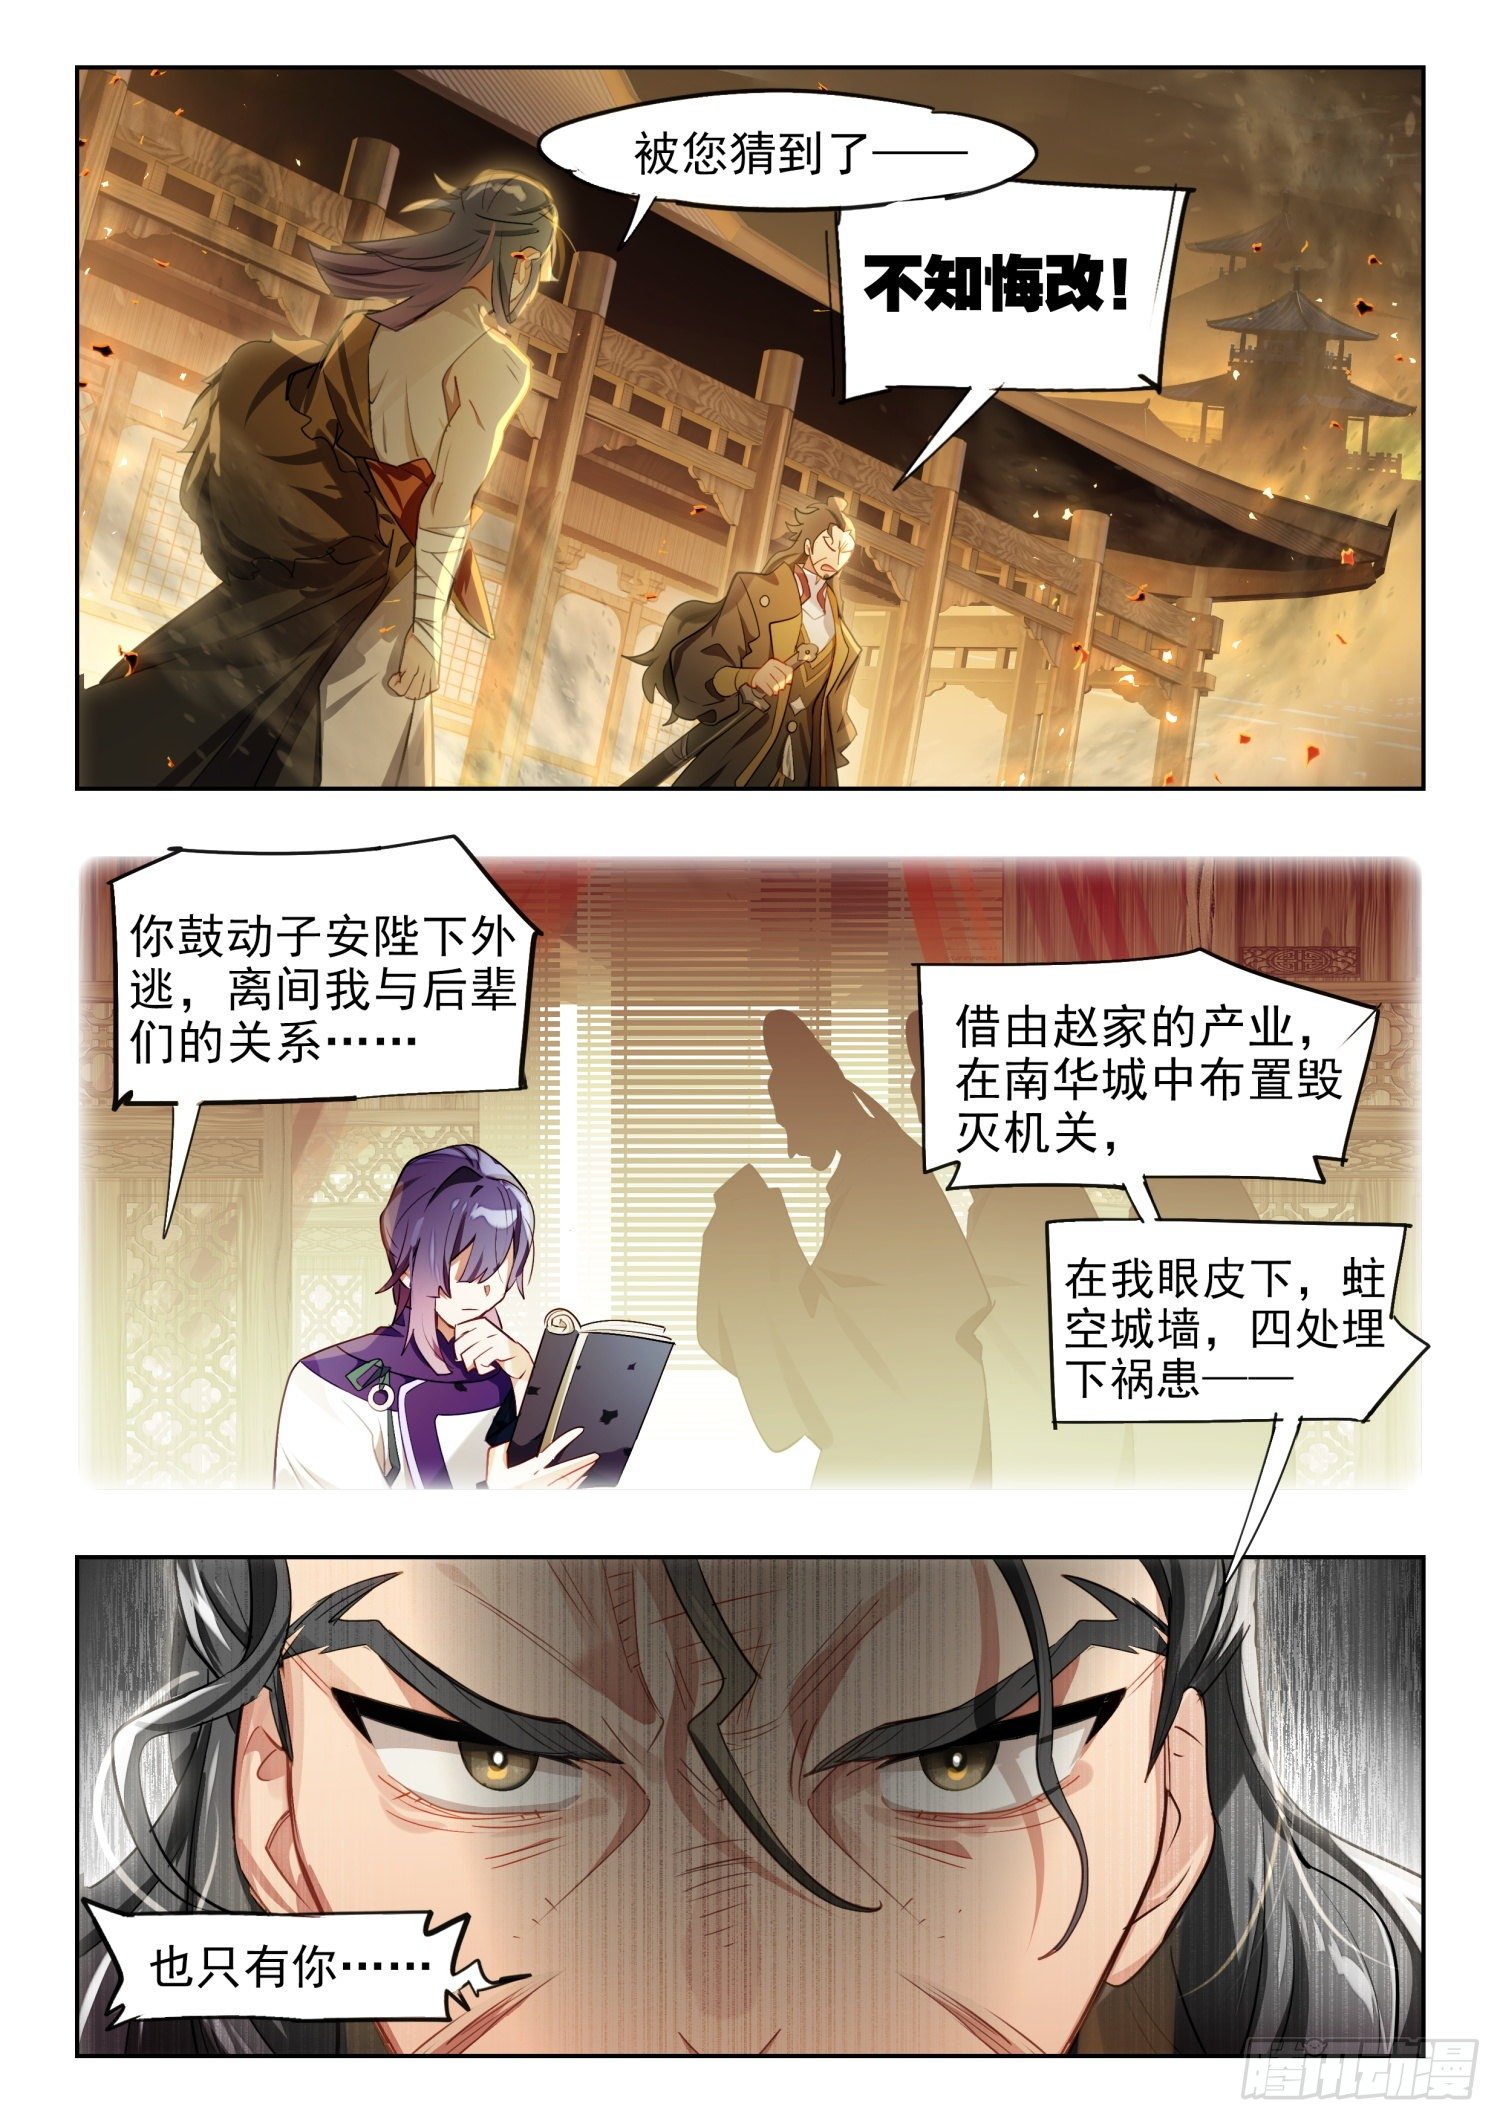 被您猜到了——
不知悔改！
你鼓动子安陛下外
逃，离间我与后辈
们的关系……
借由赵家的产业，
在南华城中布置毁
灭机关，
在我眼皮下，蛀
空城墙，四处埋
下祸患——
也只有你……
腾讯动漫